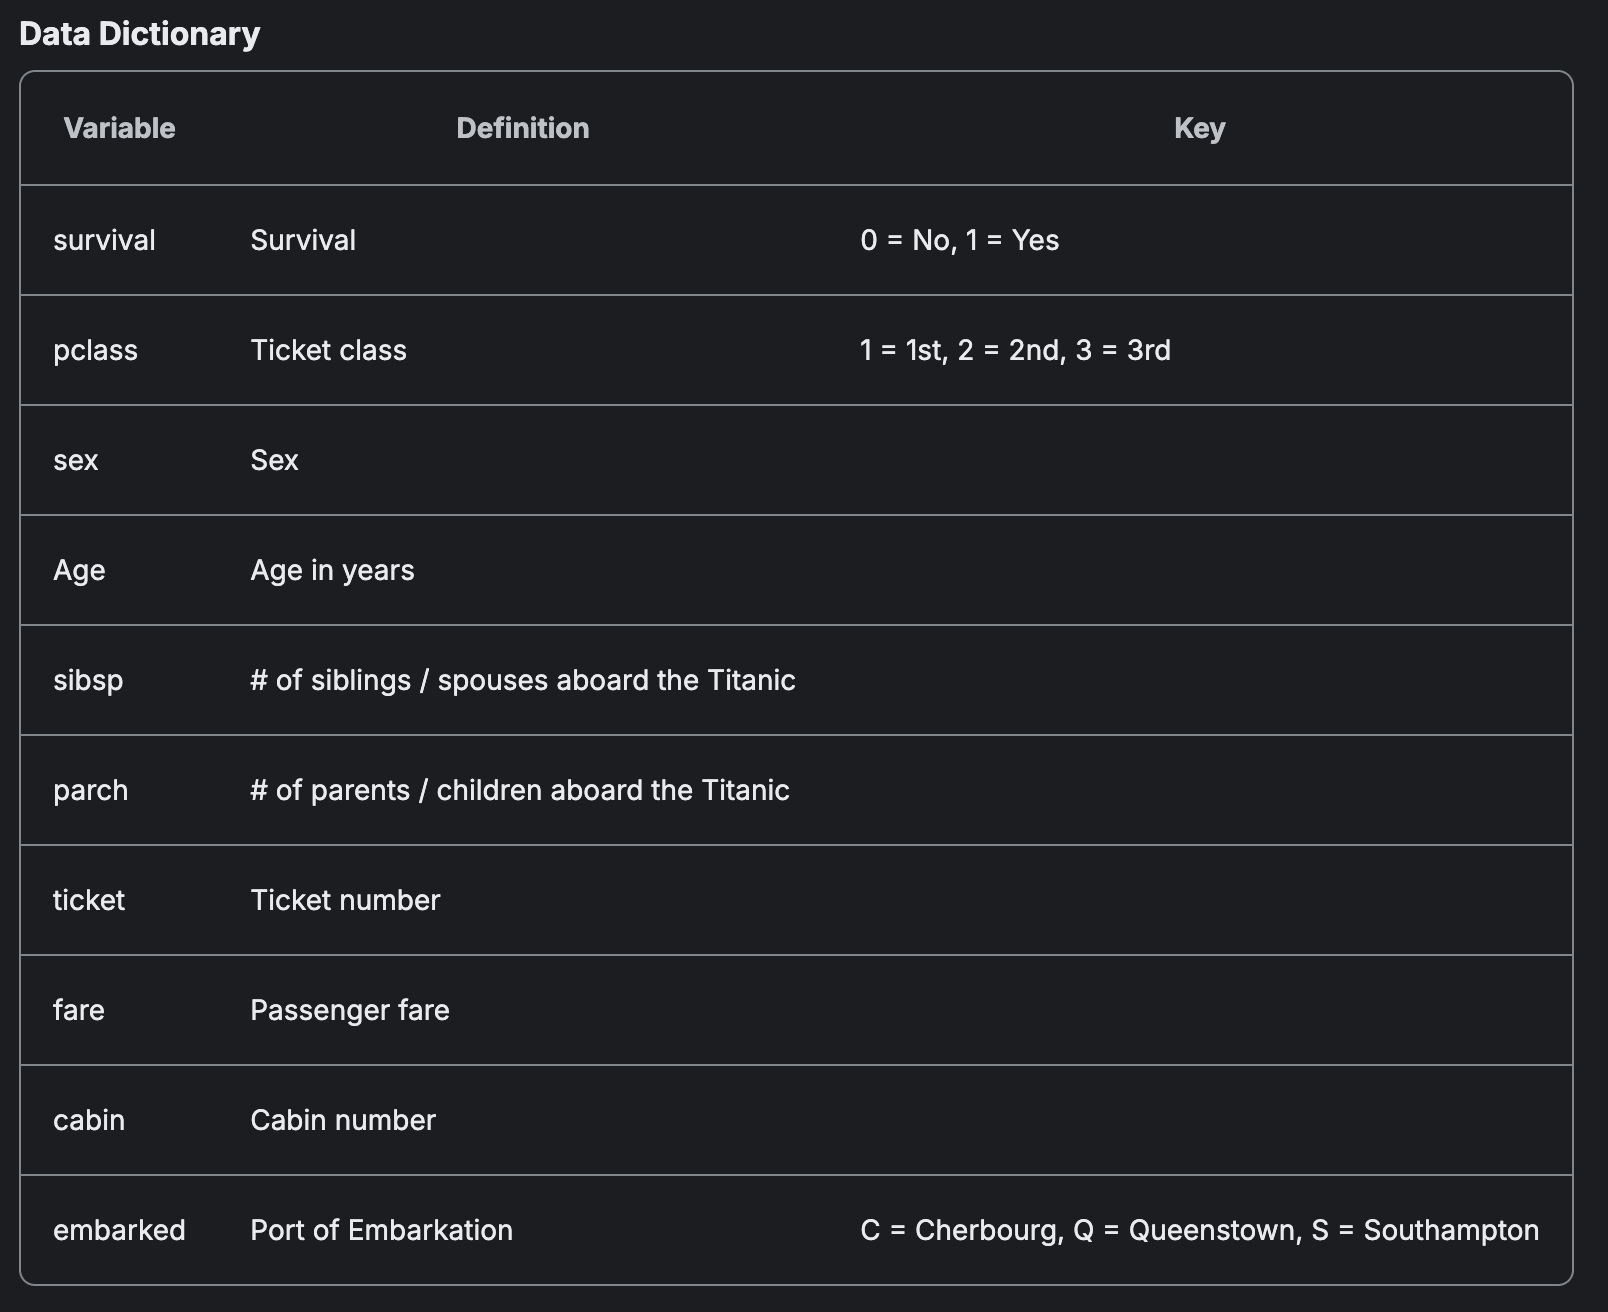 Data Dictionary
Variable Definition Key
survival Survival 0 = No, 1 = Yes
pclass Ticket class 1 = 1st, 2 = 2nd, 3 = 3rd
sex Sex
Age Age in years
sibsp # of siblings / spouses aboard the Titanic
parch # of parents / children aboard the Titanic
ticket Ticket number
fare Passenger fare
cabin Cabin number
embarked Port of Embarkation C = Cherbourg, Q = Queenstown, S = Southampton